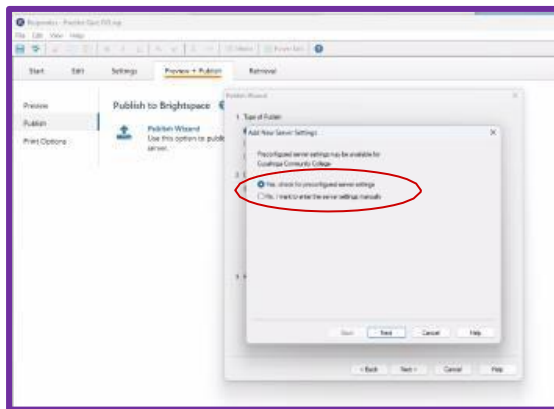 Respondus - Practice Quiz
File Edit View Help
Start Edit Settings Preview + Publish Retrieval
Preview
Publish
Print Options
Publish to Brightspace
Publish Wizard
Use this option to publi
server.
Publish Wizard
1. Type of Publish
Add New Server Settings
Preconfigured server settings may be available for
Cuyahoga Community College
Yes, check for preconfigured server settings
No, I want to enter the server settings manually
Back Next Cancel Help
< Back Next > Cancel Help